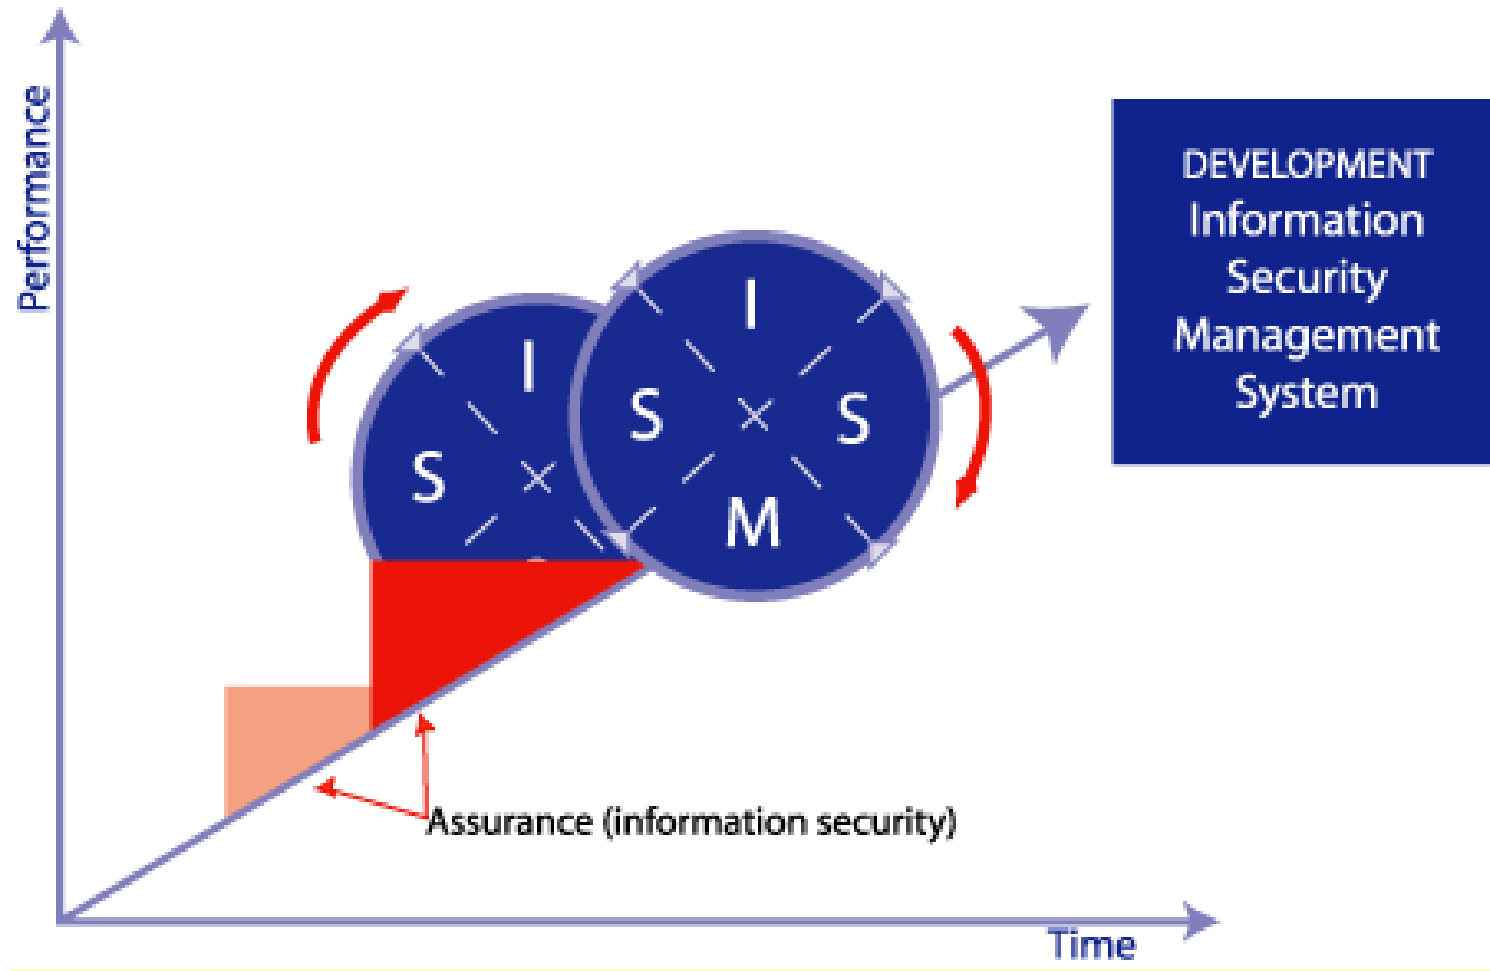 Performance
DEVELOPMENT
Information
Security
Management
System
I
S
I
S
S
M
Assurance (information security)
Time